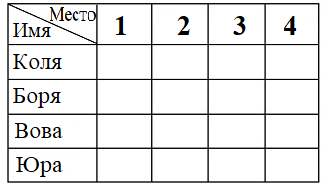 Место
Имя 1 2 3 4
Коля
Боря
Вова
Юра